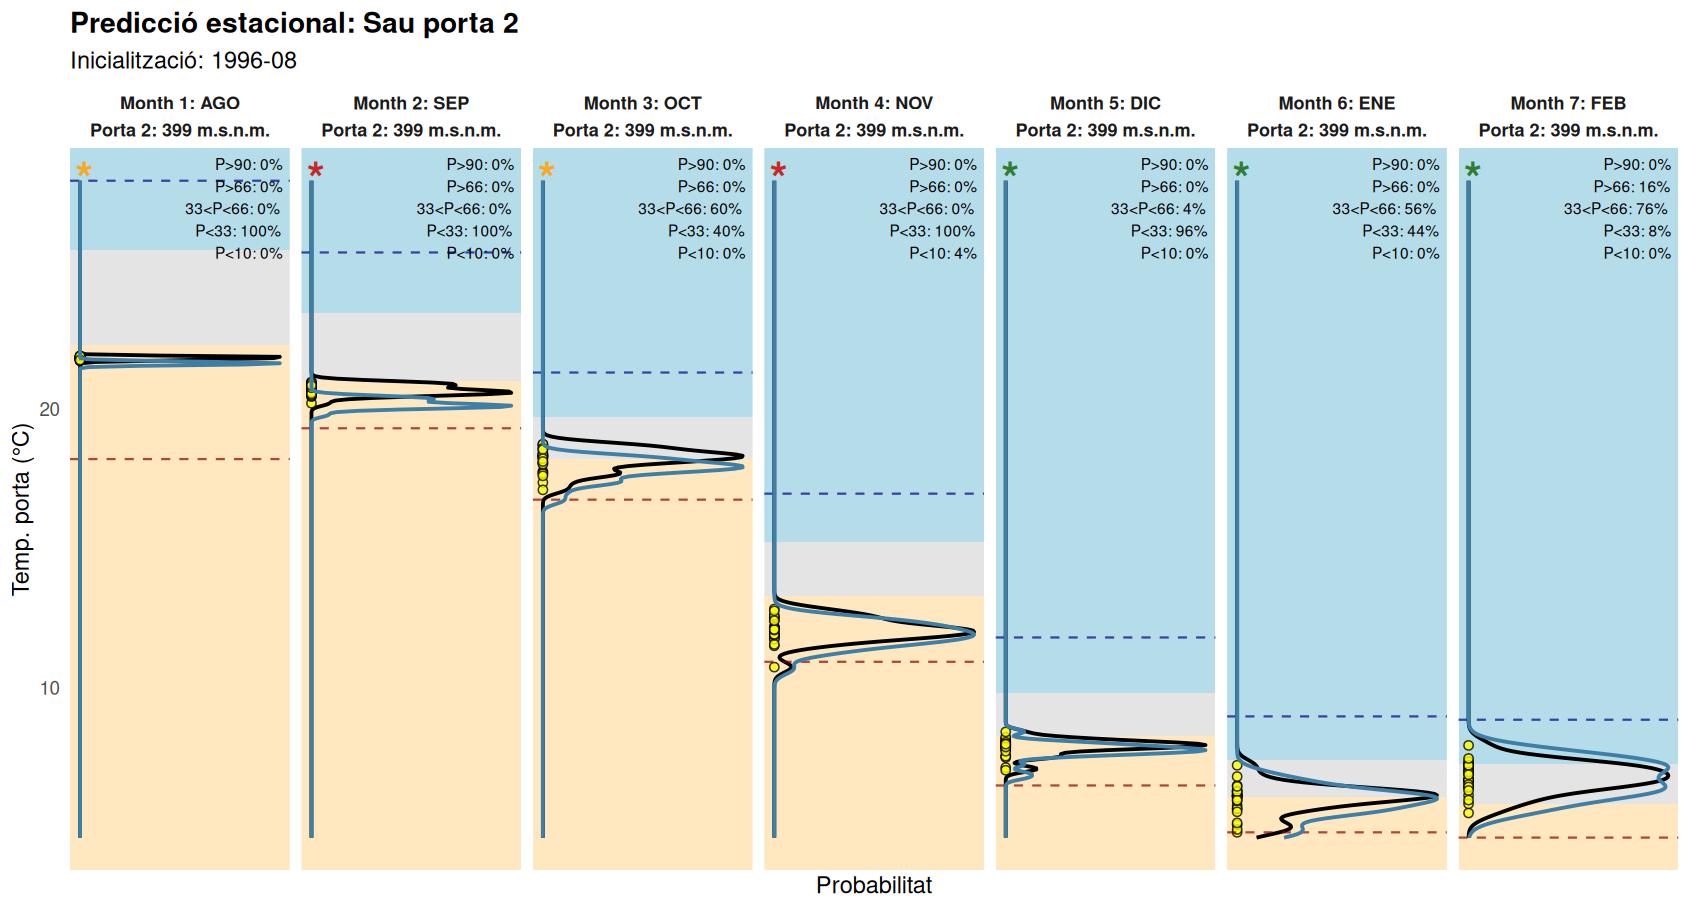 Predicció estacional: Sau porta 2
Inicialització: 1996-08
Month 1: AGO
Porta 2: 399 m.s.n.m.
Month 2: SEP
Porta 2: 399 m.s.n.m.
Month 3: OCT
Porta 2: 399 m.s.n.m.
Month 4: NOV
Porta 2: 399 m.s.n.m.
Month 5: DIC
Porta 2: 399 m.s.n.m.
Month 6: ENE
Porta 2: 399 m.s.n.m.
Month 7: FEB
Porta 2: 399 m.s.n.m.
*
P>90: 0%
P>66: 0%
33<P<66: 0%
P<33: 100%
P<10: 0%
*
P>90: 0%
P>66: 0%
33<P<66: 0%
P<33: 100%
P<10: 0%
*
P>90: 0%
P>66: 0%
33<P<66: 60%
P<33: 40%
P<10: 0%
*
P>90: 0%
P>66: 0%
33<P<66: 0%
P<33: 100%
P<10: 4%
*
P>90: 0%
P>66: 0%
33<P<66: 4%
P<33: 96%
P<10: 0%
*
P>90: 0%
P>66: 0%
33<P<66: 56%
P<33: 44%
P<10: 0%
*
P>90: 0%
P>66: 16%
33<P<66: 76%
P<33: 8%
P<10: 0%
Temp. porta (°C)
20
10
Probabilitat